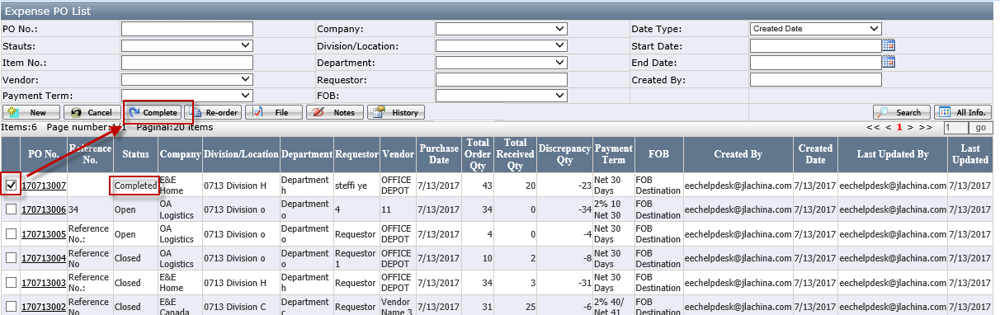 Expense PO List
PO No.: Company: Date Type: Created Date
Stauts: Division/Location: Start Date:
Item No.: Department: End Date:
Vendor: Requestor: Created By:
Payment Term: FOB:
New Cancel Complete Re-order File Notes History Search All Info.
Items:6 Page number:1/1 Paginal:20 items << < 1 > >> 1 go
PO No. Reference No. Status Company Division/Location Department Requestor Vendor Purchase Date Total Order Qty Total Received Qty Discrepancy Qty Payment Term FOB Created By Created Date Last Updated By Last Updated
170713007 Completed E&E Home 0713 Division H Department h steffi ye OFFICE DEPOT 7/13/2017 43 20 -23 Net 30 Days FOB Destination eechelpdesk@jlachina.com 7/13/2017 eechelpdesk@jlachina.com 7/13/2017
170713006 34 Open OA Logistics 0713 Division o Department o 4 11 7/13/2017 34 0 -34 2% 10 Net 30 FOB Destination eechelpdesk@jlachina.com 7/13/2017 eechelpdesk@jlachina.com 7/13/2017
170713005 Reference No.: Open OA Logistics 0713 Division o Department o Requestor OFFICE DEPOT 7/13/2017 4 0 -4 Net 30 Days FOB Destination eechelpdesk@jlachina.com 7/13/2017 eechelpdesk@jlachina.com 7/13/2017
170713004 Reference No Closed OA Logistics 0713 Division o Department o Requestor 1 OFFICE DEPOT 7/13/2017 10 2 -8 Net 30 Days FOB Destination eechelpdesk@jlachina.com 7/13/2017 eechelpdesk@jlachina.com 7/13/2017
170713003 Reference No.: Closed E&E Home 0713 Division H Department h Requestor OFFICE DEPOT 7/13/2017 34 3 -31 Net 30 Days FOB Destination eechelpdesk@jlachina.com 7/13/2017 eechelpdesk@jlachina.com 7/13/2017
170713002 Reference No Closed E&E Canada 0713 Division C Department c Requestor Vendor Name 3 7/13/2017 31 25 -6 2% 40/ Net 41 FOB Destination eechelpdesk@jlachina.com 7/13/2017 eechelpdesk@jlachina.com 7/13/2017